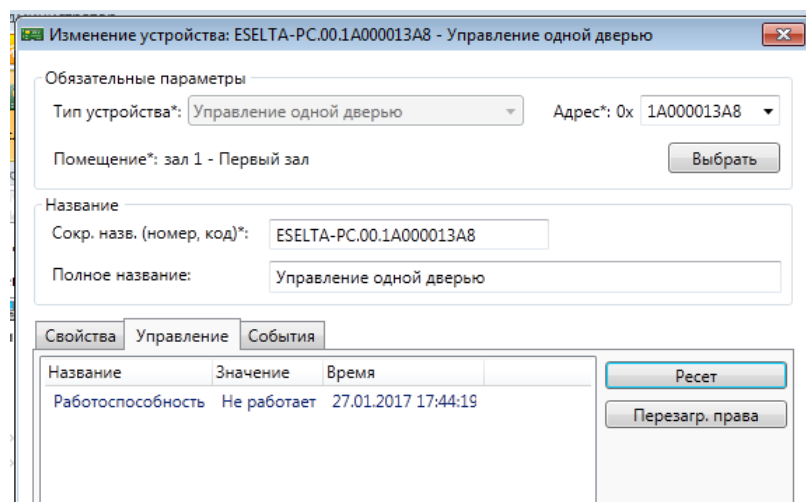 Изменение устройства: ESELTA-PC.00.1A000013A8 - Управление одной дверью
Обязательные параметры
Тип устройства*: Управление одной дверью Адрес*: 0x 1A000013A8
Помещение*: зал 1 - Первый зал Выбрать
Название
Сокр. назв. (номер, код)*: ESELTA-PC.00.1A000013A8
Полное название: Управление одной дверью
Свойства Управление События
Название Значение Время Ресет
Работоспособность Не работает 27.01.2017 17:44:19
Перезагр. права